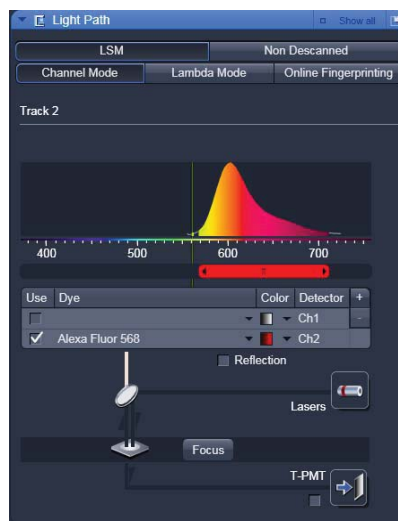 Light Path Show all
LSM Non Descanned
Channel Mode Lambda Mode Online Fingerprinting
Track 2
400 500 600 700
Use Dye Color Detector +
Ch1 -
Alexa Fluor 568 Ch2
Reflection
Lasers
Focus
T-PMT